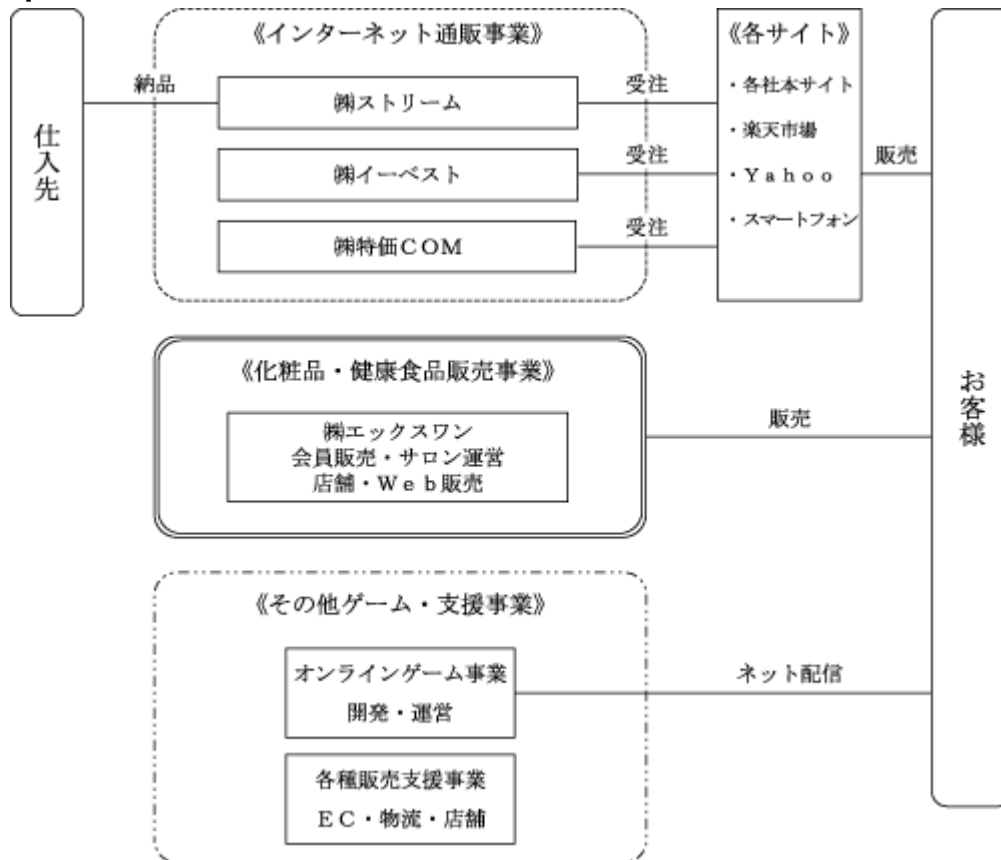 仕入先
納品
《インターネット通販事業》
㈱ストリーム
㈱イーベスト
㈱特価COM
受注
受注
受注
《各サイト》
・各社本サイト
・楽天市場
・Yahoo
・スマートフォン
販売
お客様
《化粧品・健康食品販売事業》
㈱エックスワン
会員販売・サロン運営
店舗・Web販売
販売
《その他ゲーム・支援事業》
オンラインゲーム事業
開発・運営
ネット配信
各種販売支援事業
EC・物流・店舗